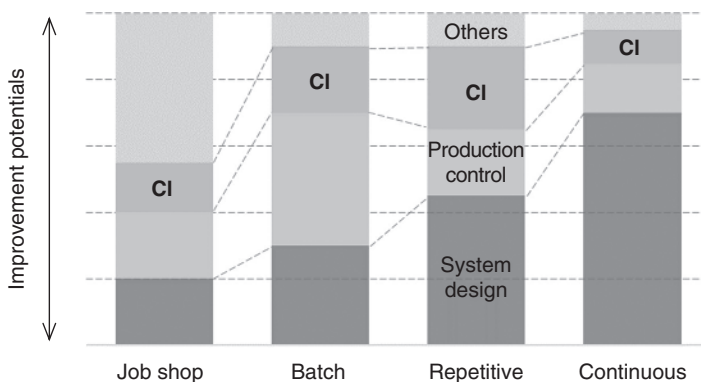 Improvement potentials
Others
CI
CI
CI
CI
Production
control
System
design
Job shop
Batch
Repetitive
Continuous